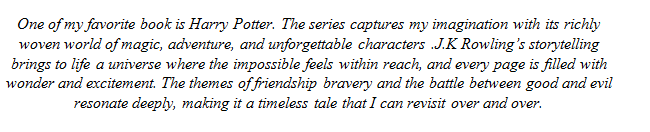 One of my favorite book is Harry Potter. The series captures my imagination with its richly
woven world of magic, adventure, and unforgettable characters .J.K Rowling's storytelling
brings to life a universe where the impossible feels within reach, and every page is filled with
wonder and excitement. The themes of friendship bravery and the battle between good and evil
resonate deeply, making it a timeless tale that I can revisit over and over.